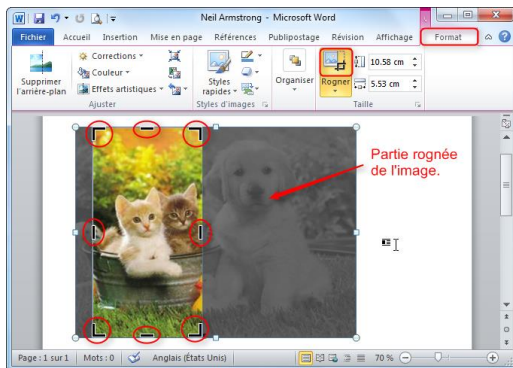 W
Neil Armstrong - Microsoft Word
Fichier Accueil Insertion Mise en page Références Publipostage Révision Affichage Format
Supprimer l'arrière-plan
Corrections
Couleur
Effets artistiques
Ajuster
Styles rapides
Styles d'images
Organiser
Rogner
10.58 cm
5.53 cm
Taille
Partie rognée
de l'image.
Page : 1 sur 1 Mots : 0 Anglais (États Unis) 70 %